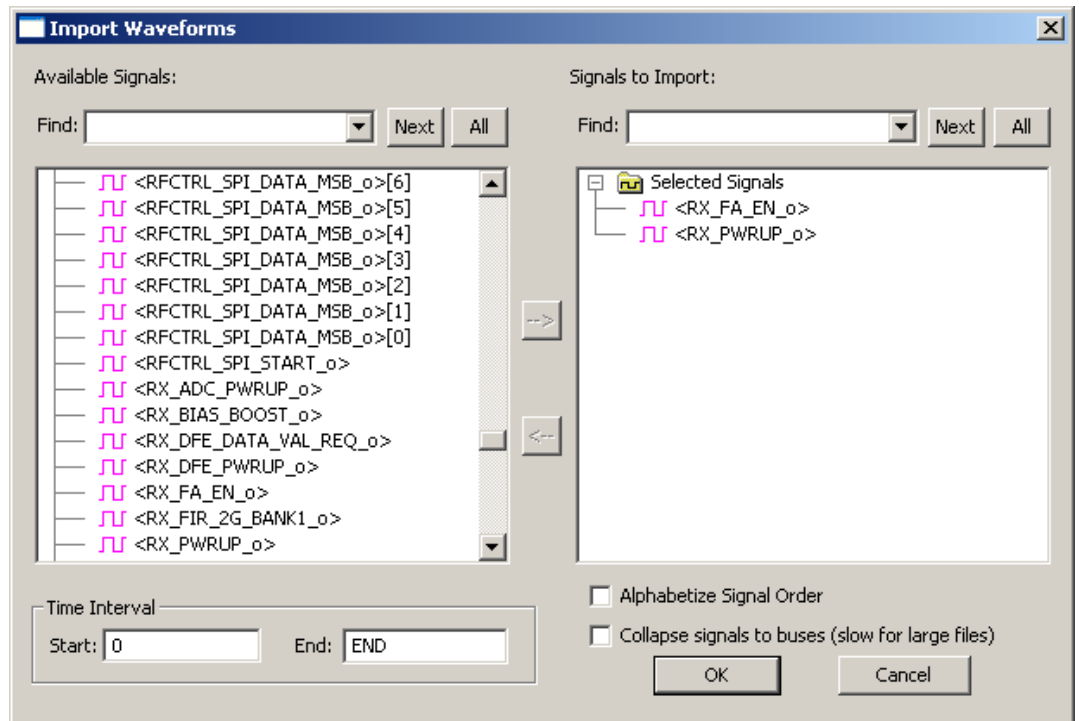 Import Waveforms
Available Signals:
Signals to Import:
Find:
Next
All
Find:
Next
All
<RFCTRL_SPI_DATA_MSB_o>[6]
<RFCTRL_SPI_DATA_MSB_o>[5]
<RFCTRL_SPI_DATA_MSB_o>[4]
<RFCTRL_SPI_DATA_MSB_o>[3]
<RFCTRL_SPI_DATA_MSB_o>[2]
<RFCTRL_SPI_DATA_MSB_o>[1]
<RFCTRL_SPI_DATA_MSB_o>[0]
<RFCTRL_SPI_START_o>
<RX_ADC_PWRUP_o>
<RX_BIAS_BOOST_o>
<RX_DFE_DATA_VAL_REQ_o>
<RX_DFE_PWRUP_o>
<RX_FA_EN_o>
<RX_FIR_2G_BANK1_o>
<RX_PWRUP_o>
-->
<--
Selected Signals
<RX_FA_EN_o>
<RX_PWRUP_o>
Time Interval
Start: 0
End: END
Alphabetize Signal Order
Collapse signals to buses (slow for large files)
OK
Cancel